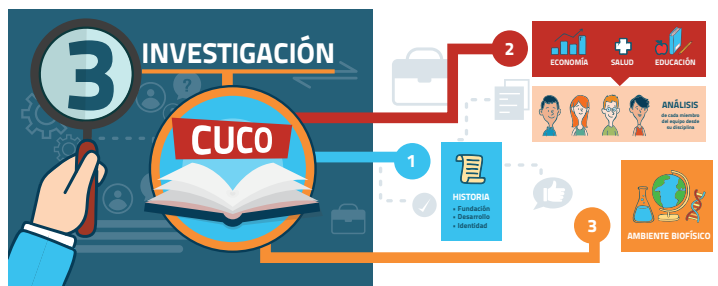 3
INVESTIGACIÓN
?
CUCO
1
HISTORIA
• Fundación
• Desarrollo
• Identidad
2
ECONOMÍA SALUD EDUCACIÓN
ANÁLISIS
de cada miembro
del equipo desde
su disciplina
3
AMBIENTE BIOFÍSICO